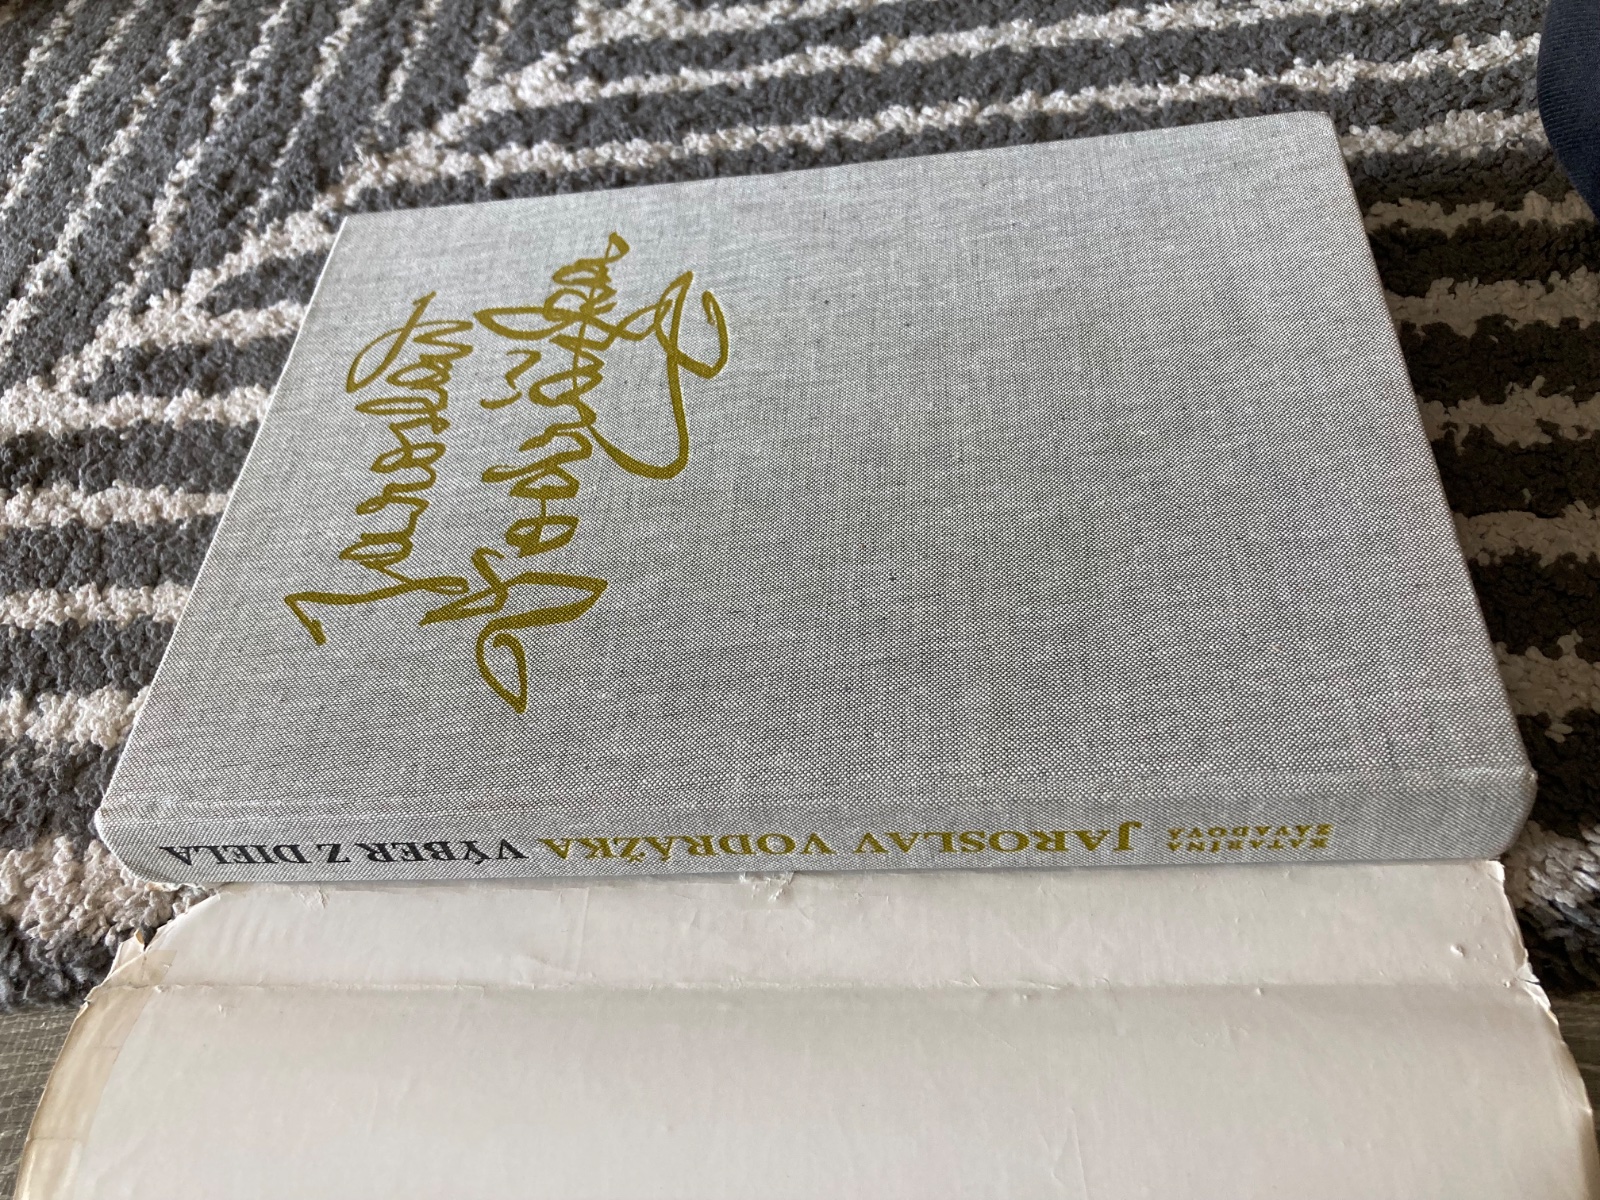 Jaroslav
Vodrážka
KATARÍNA
ZÁVADOVÁ
JAROSLAV VODRÁŽKA VÝBER Z DIELA